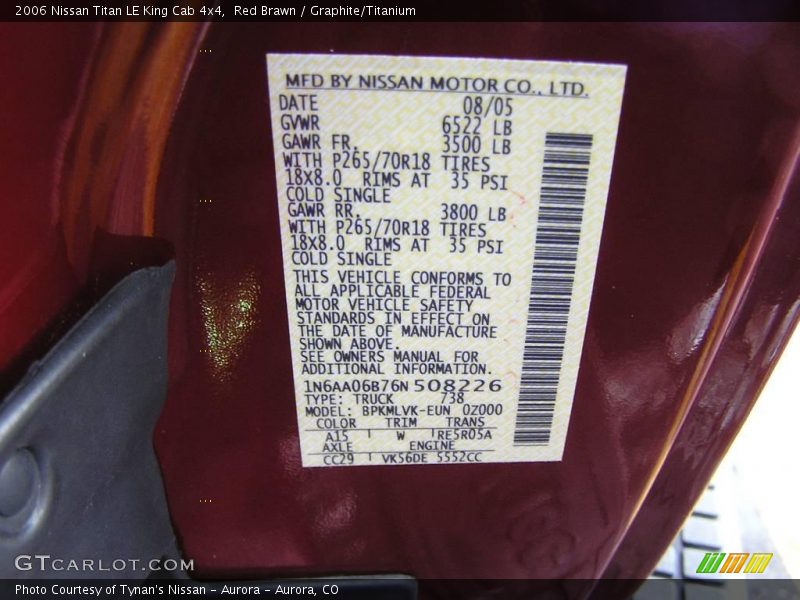 2006 Nissan Titan LE King Cab 4x4,  Red Brawn / Graphite/Titanium
MFD BY NISSAN MOTOR CO., LTD.
DATE 08/05
GVWR 6522 LB
GAWR FR. 3500 LB
WITH P265/70R18 TIRES
18X8.0 RIMS AT 35 PSI
COLD SINGLE
GAWR RR. 3800 LB
WITH P265/70R18 TIRES
18X8.0 RIMS AT 35 PSI
COLD SINGLE
THIS VEHICLE CONFORMS TO
ALL APPLICABLE FEDERAL
MOTOR VEHICLE SAFETY
STANDARDS IN EFFECT ON
THE DATE OF MANUFACTURE
SHOWN ABOVE.
SEE OWNERS MANUAL FOR
ADDITIONAL INFORMATION.
1N6AA06B76N508226
TYPE: TRUCK 738
MODEL: BPKMLVK-EUN 0Z000
COLOR TRIM TRANS
A15 W RE5R05A
AXLE ENGINE
CC29 VK56DE 5552CC
GTCARLOT.COM
Photo Courtesy of Tynan's Nissan - Aurora - Aurora, CO